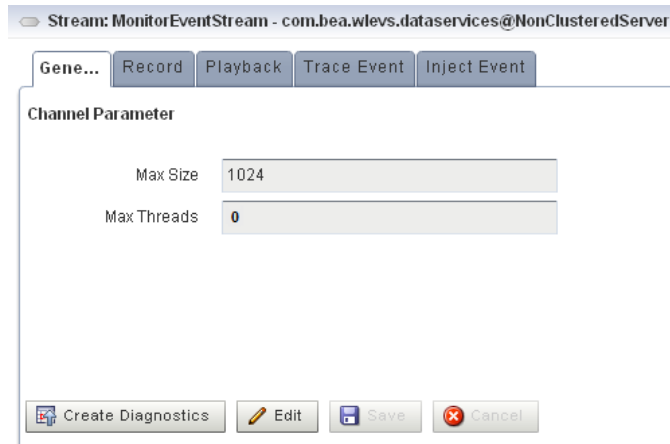 Stream: MonitorEventStream - com.bea.wlevs.dataservices@NonClusteredServer
Gene... Record Playback Trace Event Inject Event
Channel Parameter
Max Size 1024
Max Threads 0
Create Diagnostics Edit Save Cancel